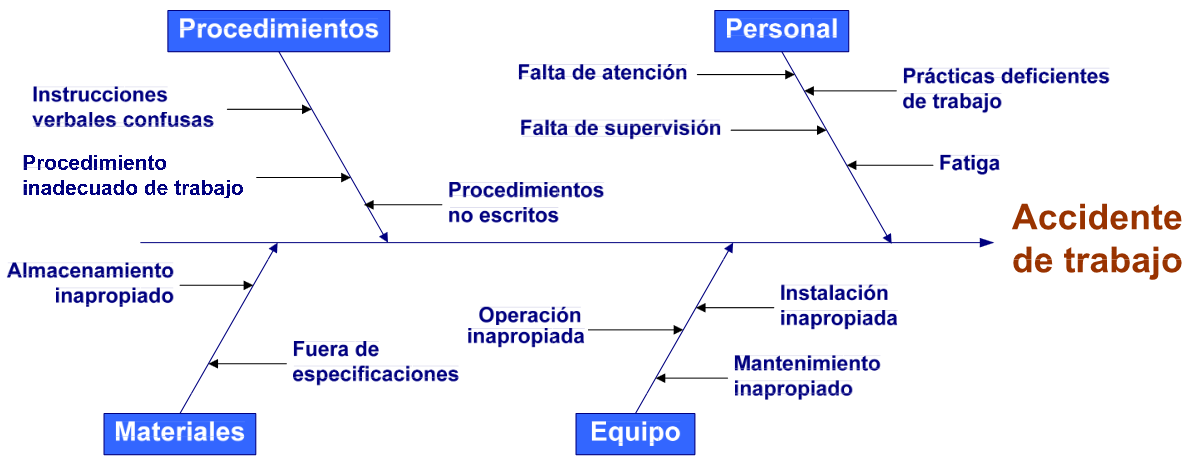 Procedimientos
Personal
Falta de atención
Prácticas deficientes
de trabajo
Instrucciones
verbales confusas
Falta de supervisión
Procedimiento
inadecuado de trabajo
Fatiga
Procedimientos
no escritos
Accidente
de trabajo
Almacenamiento
inapropiado
Instalación
inapropiada
Operación
inapropiada
Fuera de
especificaciones
Mantenimiento
inapropiado
Materiales
Equipo